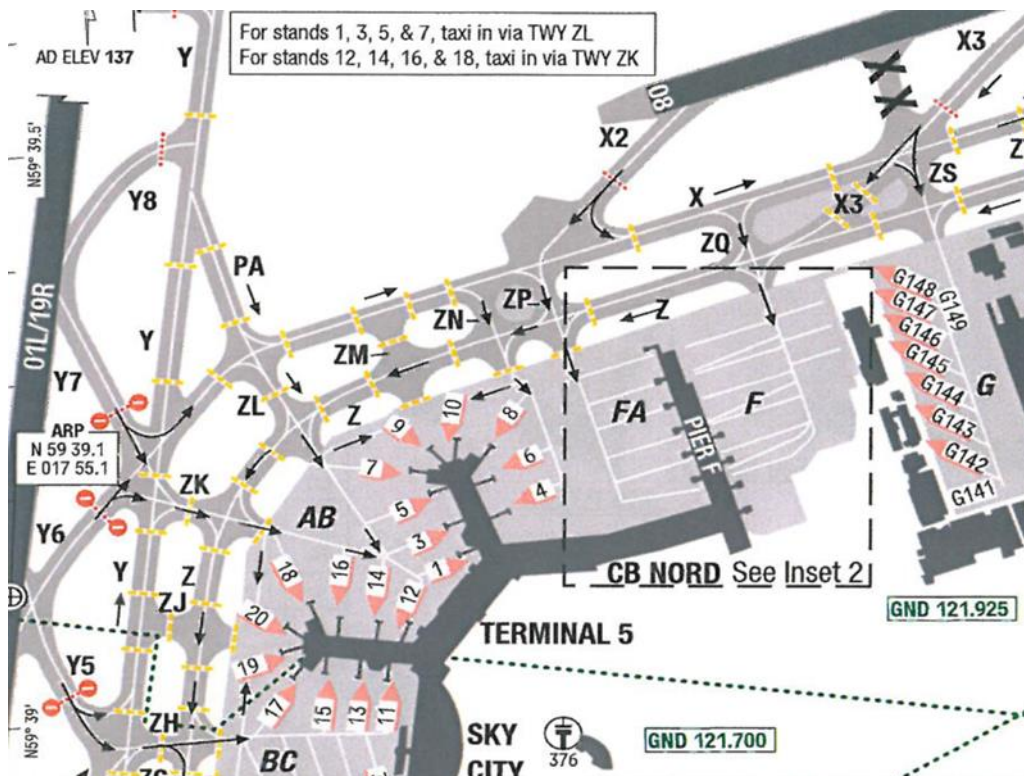 For stands 1, 3, 5, & 7, taxi in via TWY ZL
For stands 12, 14, 16, & 18, taxi in via TWY ZK
AD ELEV 137
Y
X3
08
N59° 39.5'
X2
ZS
Y8
X
X3
ZQ
PA
01L/19R
Y
ZP
ZN
Z
ZM
G148
G149
G147
G146
G145
G144
G143
G142
G141
G
Y7
ZL
Z
10
8
9
6
7
4
5
3
1
FA
F
PIER F
ARP
N 59 39.1
E 017 55.1
ZK
AB
Y6
Y
Z
ZJ
18
16
14
12
20
19
17
15
13
11
CB NORD See Inset 2
GND 121.925
TERMINAL 5
Y5
ZH
N59° 39'
BC
SKY
CITY
376
GND 121.700